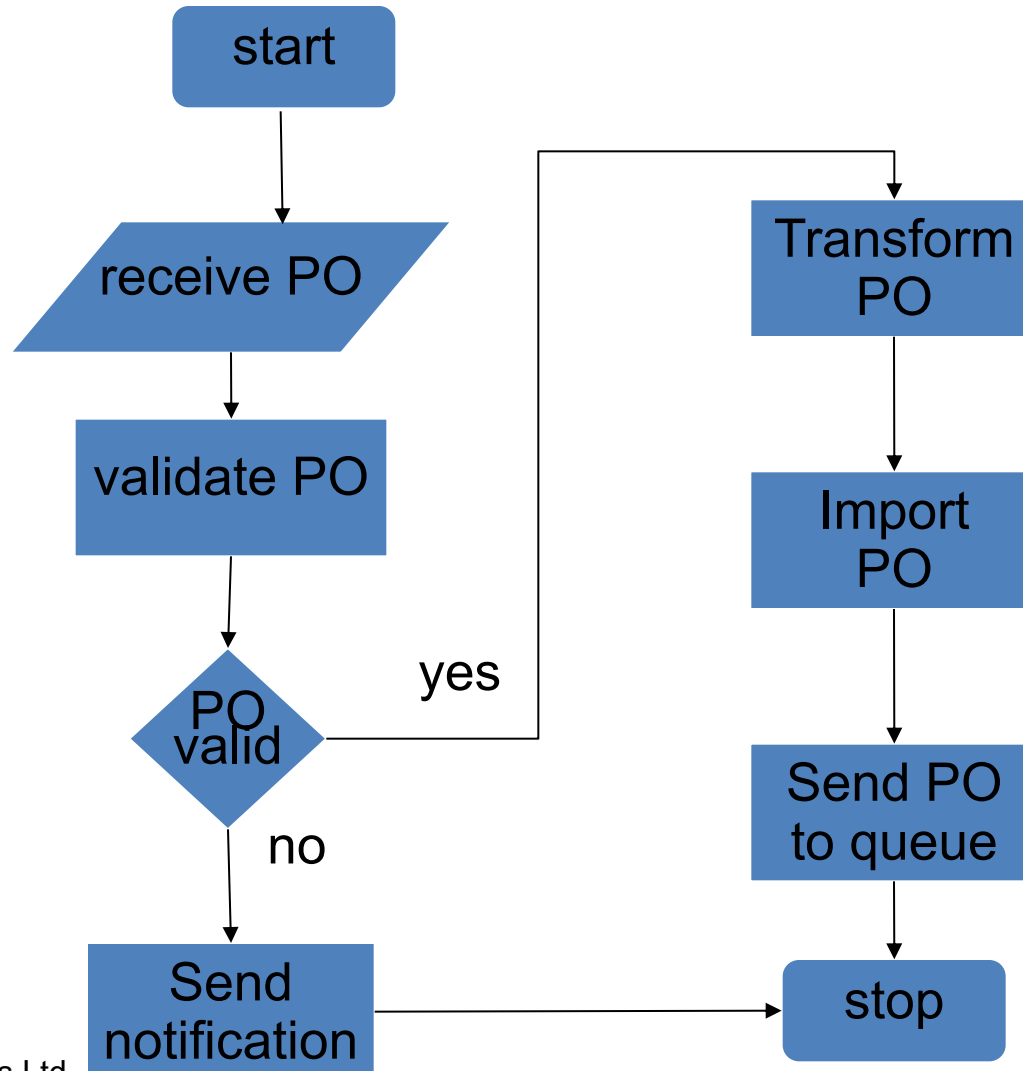 start
receive PO
validate PO
PO
valid
yes
no
Send
notification
Transform
PO
Import
PO
Send PO
to queue
stop
Ltd